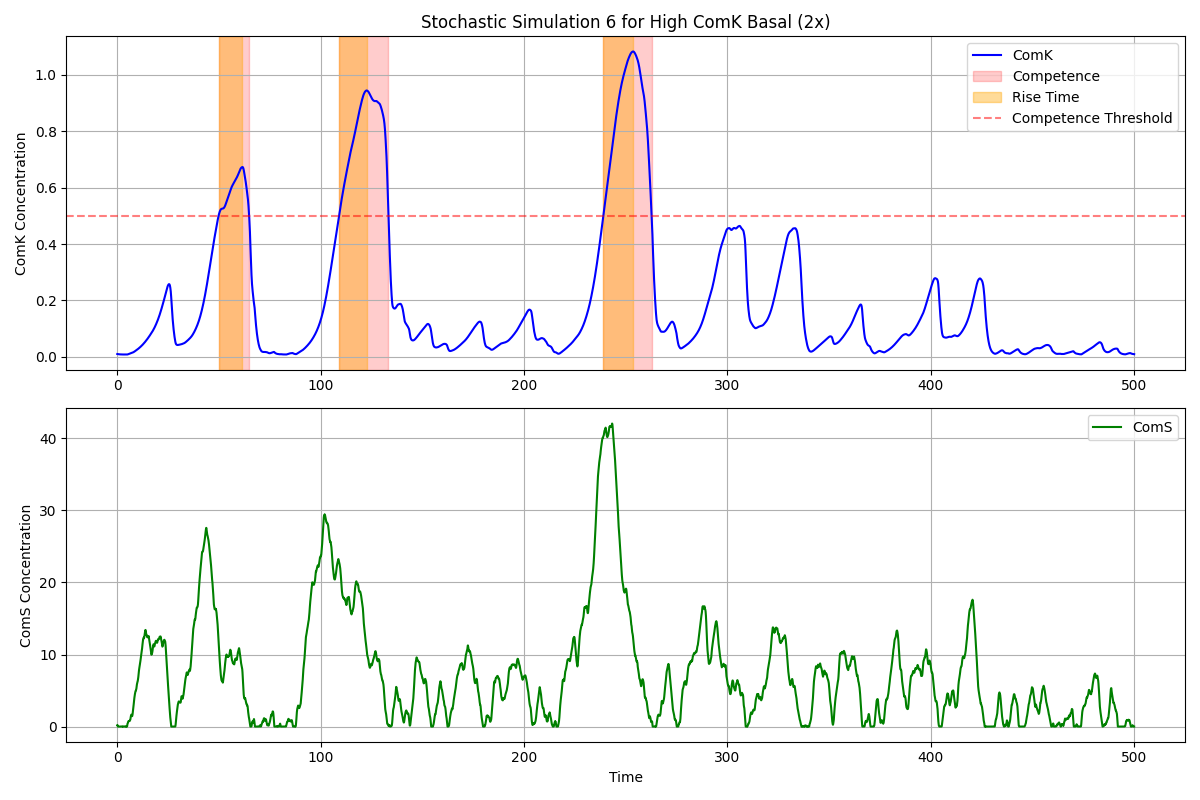 Stochastic Simulation 6 for High ComK Basal (2x)
ComK Concentration
1.0
0.8
0.6
0.4
0.2
0.0
ComK
Competence
Rise Time
Competence Threshold
0 100 200 300 400 500
ComS Concentration
40
30
20
10
0
ComS
0 100 200 300 400 500
Time